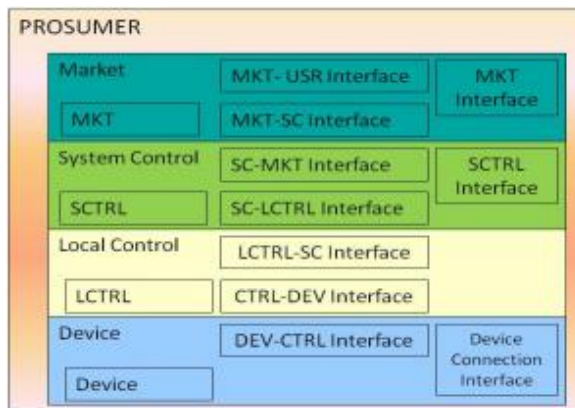 PROSUMER
Market
MKT- USR Interface
MKT
Interface
MKT
MKT-SC Interface
System Control
SC-MKT Interface
SCTRL
Interface
SCTRL
SC-LCTRL Interface
Local Control
LCTRL-SC Interface
LCTRL
CTRL-DEV Interface
Device
DEV-CTRL Interface
Device
Connection
Interface
Device